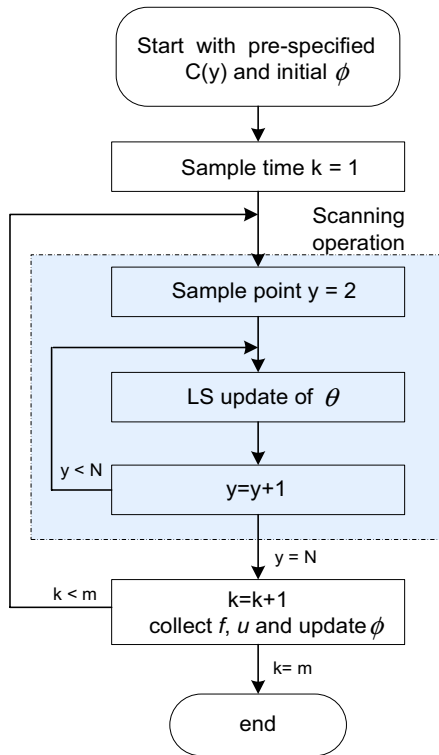 Start with pre-specified
C(y) and initial ϕ
Sample time k = 1
Scanning
operation
Sample point y = 2
LS update of θ
y < N
y=y+1
y = N
k < m
k=k+1
collect f, u and update ϕ
k= m
end